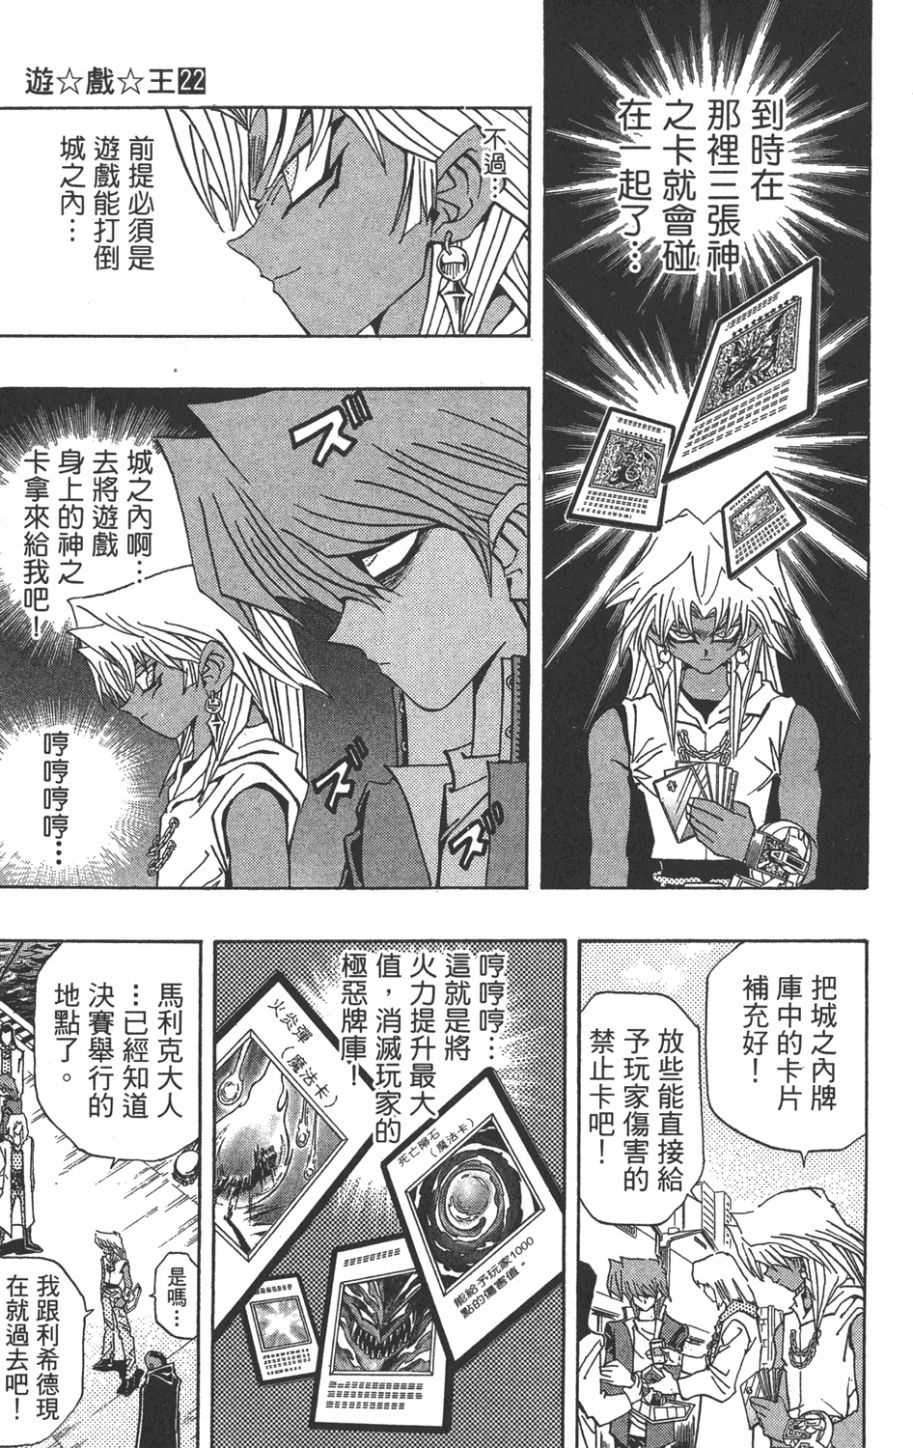 遊☆戲☆王22
到時在
那裡三張神
之卡就會碰
在一起了…
不過…
前提必須是
遊戲能打倒
城之內…
ズ
城之內啊…
去將遊戲
身上的神之
卡拿來給我吧！
ズ
ズ
哼哼哼哼…
把城之內牌
庫中的卡片
補充好！
放些能直接給
予玩家傷害的
禁止卡吧！
哼哼哼…
這就是將
火力提升最大
值，消滅玩家的
極惡牌庫！
火炎彈（魔法卡）
死亡隕石
（魔法卡）
能給予玩家1000
點的傷害值。
馬利克大人
…已經知道
決賽舉行的
地點了。
是嗎…
我跟利希德現
在就過去吧！